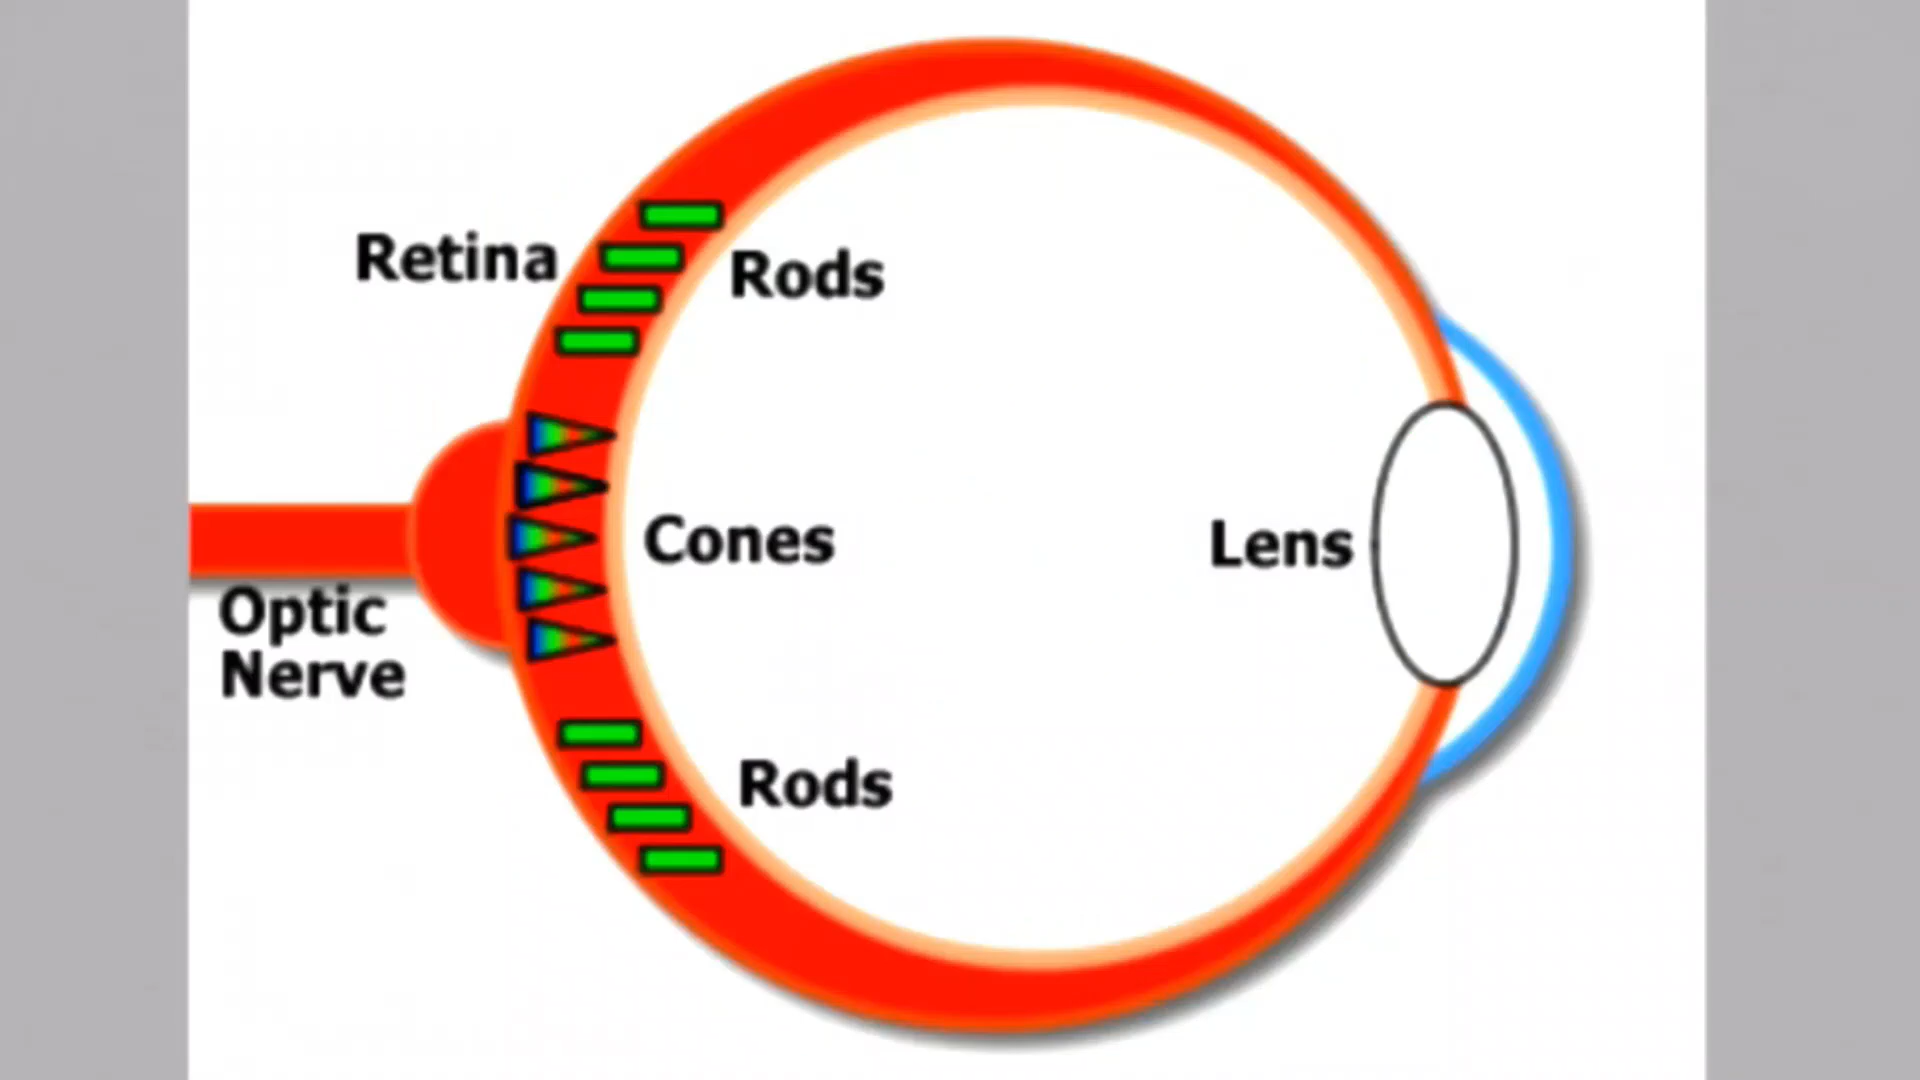 Retina
Rods
Cones
Lens
Optic
Nerve
Rods